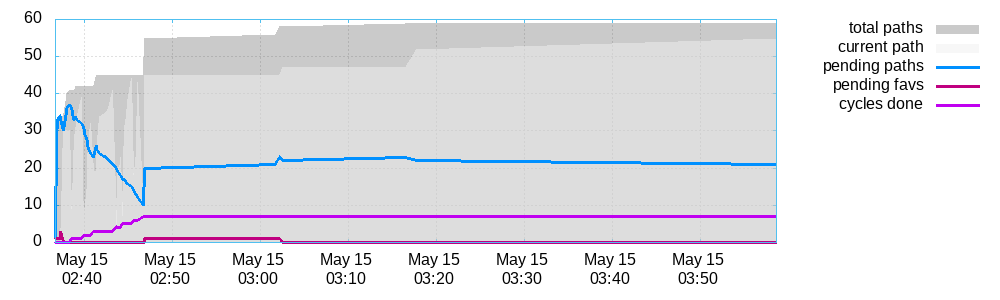 60
50
40
30
20
10
0
May 15 May 15 May 15 May 15 May 15 May 15 May 15 May 15
02:40 02:50 03:00 03:10 03:20 03:30 03:40 03:50
total paths
current path
pending paths
pending favs
cycles done